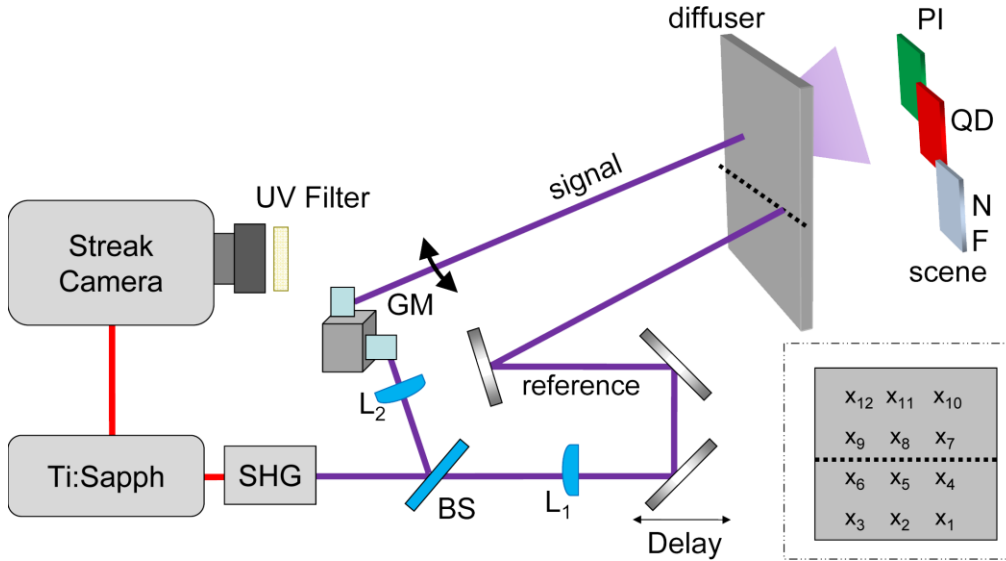 diffuser
PI
QD
N
F
scene
signal
UV Filter
Streak
Camera
GM
reference
L₂
Ti:Sapph
SHG
BS
L₁
Delay
x₁₂ x₁₁ x₁₀
x₉ x₈ x₇
x₆ x₅ x₄
x₃ x₂ x₁